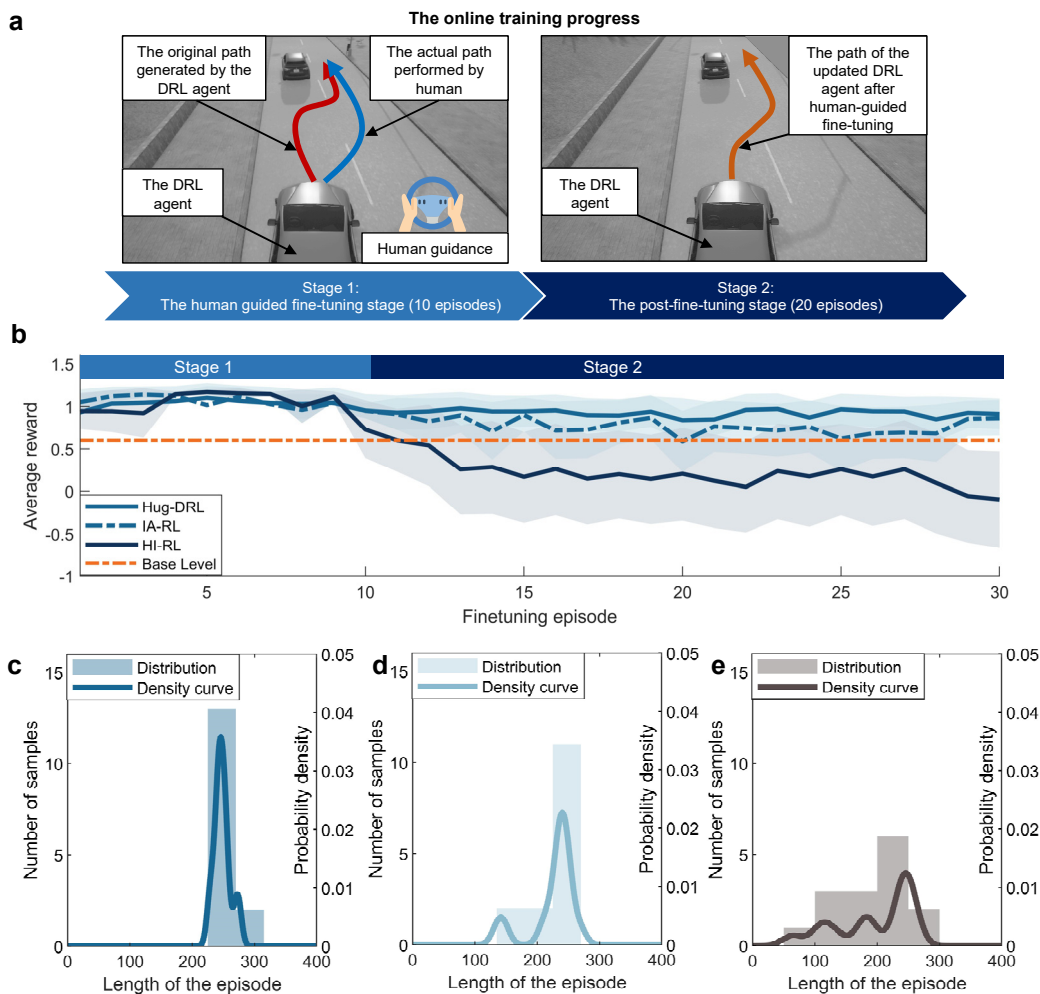 The online training progress
a
The original path
generated by the
DRL agent
The actual path
performed by
human
The DRL
agent
Human guidance
The path of the
updated DRL
agent after
human-guided
fine-tuning
The DRL
agent
Stage 1:
The human guided fine-tuning stage (10 episodes)
Stage 2:
The post-fine-tuning stage (20 episodes)
b
Stage 1
Stage 2
1.5
1.0
0.5
0
-0.5
-1
Average reward
Hug-DRL
IA-RL
HI-RL
Base Level
5
10
15
20
25
30
Finetuning episode
c
Distribution
Density curve
15
10
5
0
Number of samples
0.05
0.04
0.03
0.02
0.01
0
Probability density
0
100
200
300
400
Length of the episode
d
Distribution
Density curve
15
10
5
0
Number of samples
0.05
0.04
0.03
0.02
0.01
0
Probability density
0
100
200
300
400
Length of the episode
e
Distribution
Density curve
15
10
5
0
Number of samples
0.05
0.04
0.03
0.02
0.01
0
Probability density
0
100
200
300
400
Length of the episode